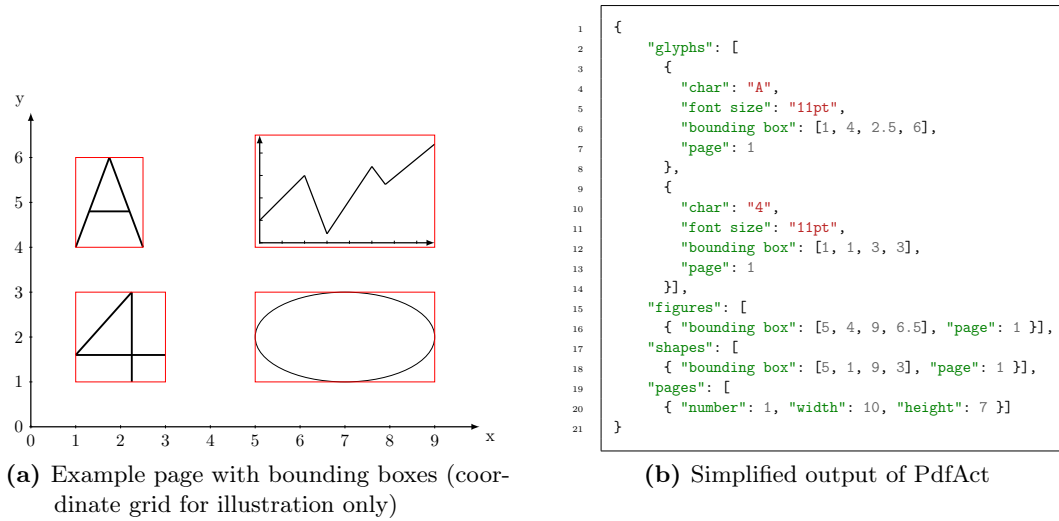 y
6
5
4
3
2
1
0
0 1 2 3 4 5 6 7 8 9 x
A
4
(a) Example page with bounding boxes (coor-
dinate grid for illustration only)
1 {
2 "glyphs": [
3 {
4 "char": "A",
5 "font size": "11pt",
6 "bounding box": [1, 4, 2.5, 6],
7 "page": 1
8 },
9 {
10 "char": "4",
11 "font size": "11pt",
12 "bounding box": [1, 1, 3, 3],
13 "page": 1
14 }],
15 "figures": [
16 { "bounding box": [5, 4, 9, 6.5], "page": 1 }],
17 "shapes": [
18 { "bounding box": [5, 1, 9, 3], "page": 1 }],
19 "pages": [
20 { "number": 1, "width": 10, "height": 7 }]
21 }
(b) Simplified output of PdfAct